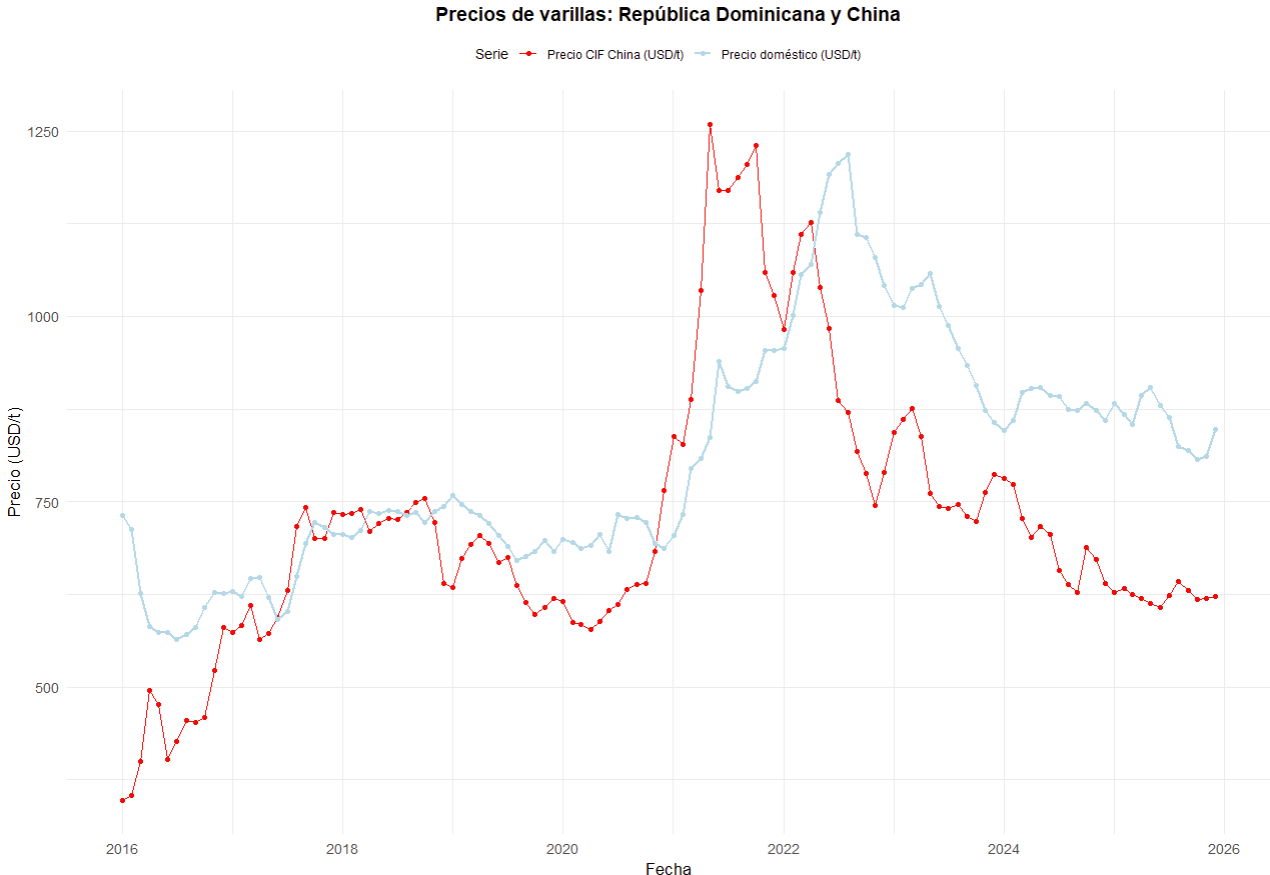 Precios de varillas: República Dominicana y China
Serie Precio CIF China (USD/t) Precio doméstico (USD/t)
1250
1000
750
500
Precio (USD/t)
2016 2018 2020 2022 2024 2026
Fecha